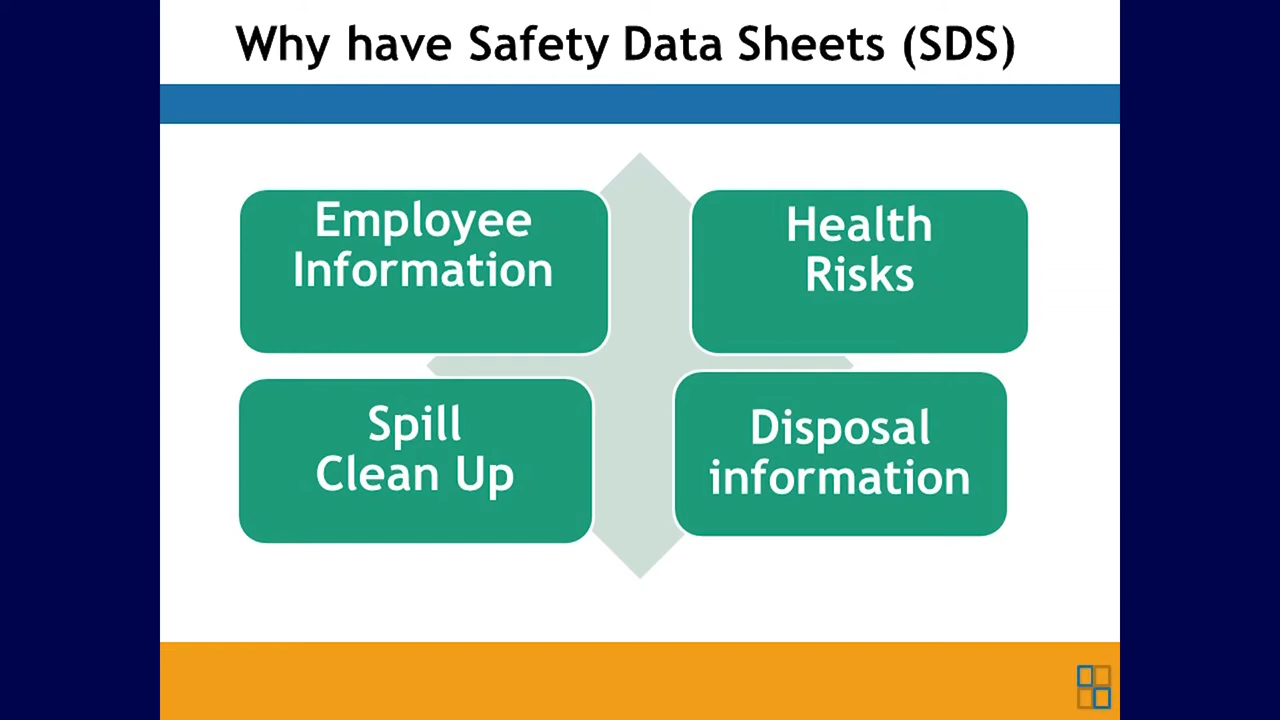 Why have Safety Data Sheets (SDS)
Employee
Information
Health
Risks
Spill
Clean Up
Disposal
information